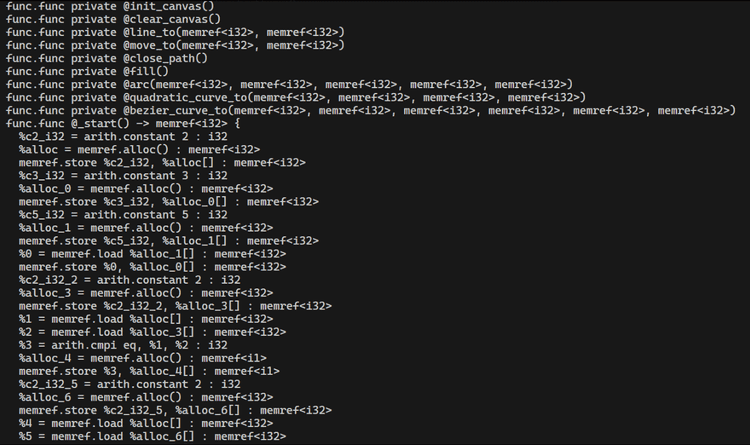 func.func private @init_canvas()
func.func private @clear_canvas()
func.func private @line_to(memref<i32>, memref<i32>)
func.func private @move_to(memref<i32>, memref<i32>)
func.func private @close_path()
func.func private @fill()
func.func private @arc(memref<i32>, memref<i32>, memref<i32>, memref<i32>, memref<i32>)
func.func private @quadratic_curve_to(memref<i32>, memref<i32>, memref<i32>, memref<i32>)
func.func private @bezier_curve_to(memref<i32>, memref<i32>, memref<i32>, memref<i32>, memref<i32>, memref<i32>)
func.func @_start() -> memref<i32> {
%c2_i32 = arith.constant 2 : i32
%alloc = memref.alloc() : memref<i32>
memref.store %c2_i32, %alloc[] : memref<i32>
%c3_i32 = arith.constant 3 : i32
%alloc_0 = memref.alloc() : memref<i32>
memref.store %c3_i32, %alloc_0[] : memref<i32>
%c5_i32 = arith.constant 5 : i32
%alloc_1 = memref.alloc() : memref<i32>
memref.store %c5_i32, %alloc_1[] : memref<i32>
%0 = memref.load %alloc_1[] : memref<i32>
memref.store %0, %alloc_0[] : memref<i32>
%c2_i32_2 = arith.constant 2 : i32
%alloc_3 = memref.alloc() : memref<i32>
memref.store %c2_i32_2, %alloc_3[] : memref<i32>
%1 = memref.load %alloc[] : memref<i32>
%2 = memref.load %alloc_3[] : memref<i32>
%3 = arith.cmpi eq, %1, %2 : i32
%alloc_4 = memref.alloc() : memref<i1>
memref.store %3, %alloc_4[] : memref<i1>
%c2_i32_5 = arith.constant 2 : i32
%alloc_6 = memref.alloc() : memref<i32>
memref.store %c2_i32_5, %alloc_6[] : memref<i32>
%4 = memref.load %alloc[] : memref<i32>
%5 = memref.load %alloc_6[] : memref<i32>